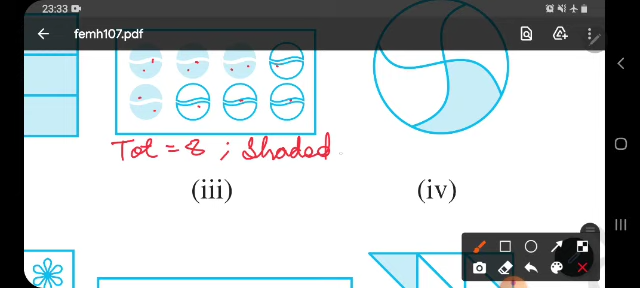 23:33
femh107.pdf
Tot = 8 ; Shaded
(iii)
(iv)